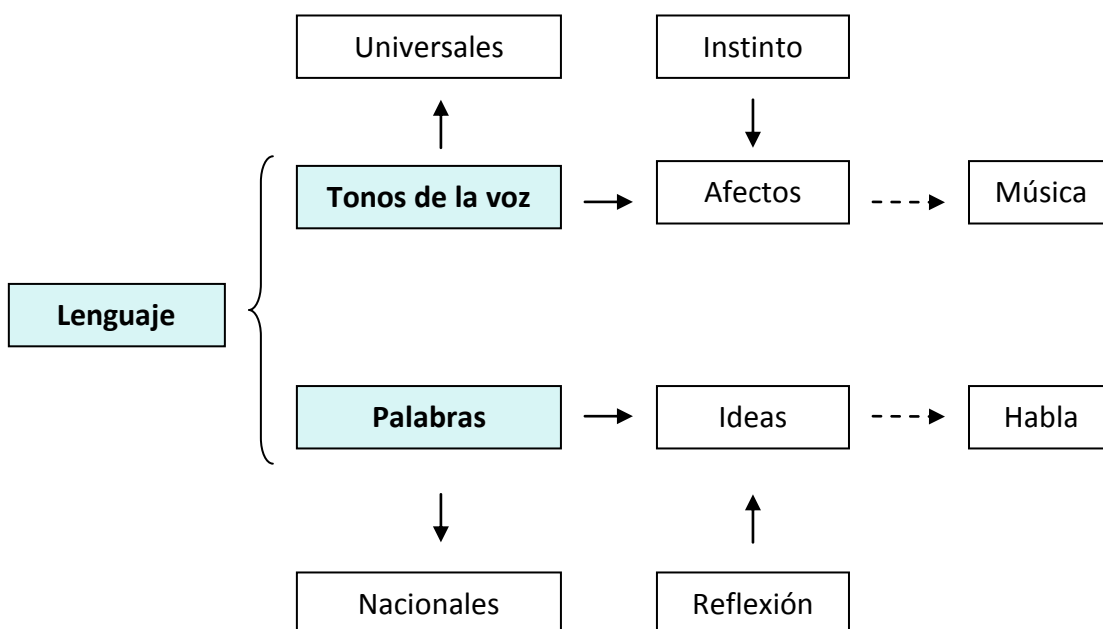 Universales
Instinto
Tonos de la voz
Afectos
Música
Lenguaje
Palabras
Ideas
Habla
Nacionales
Reflexión